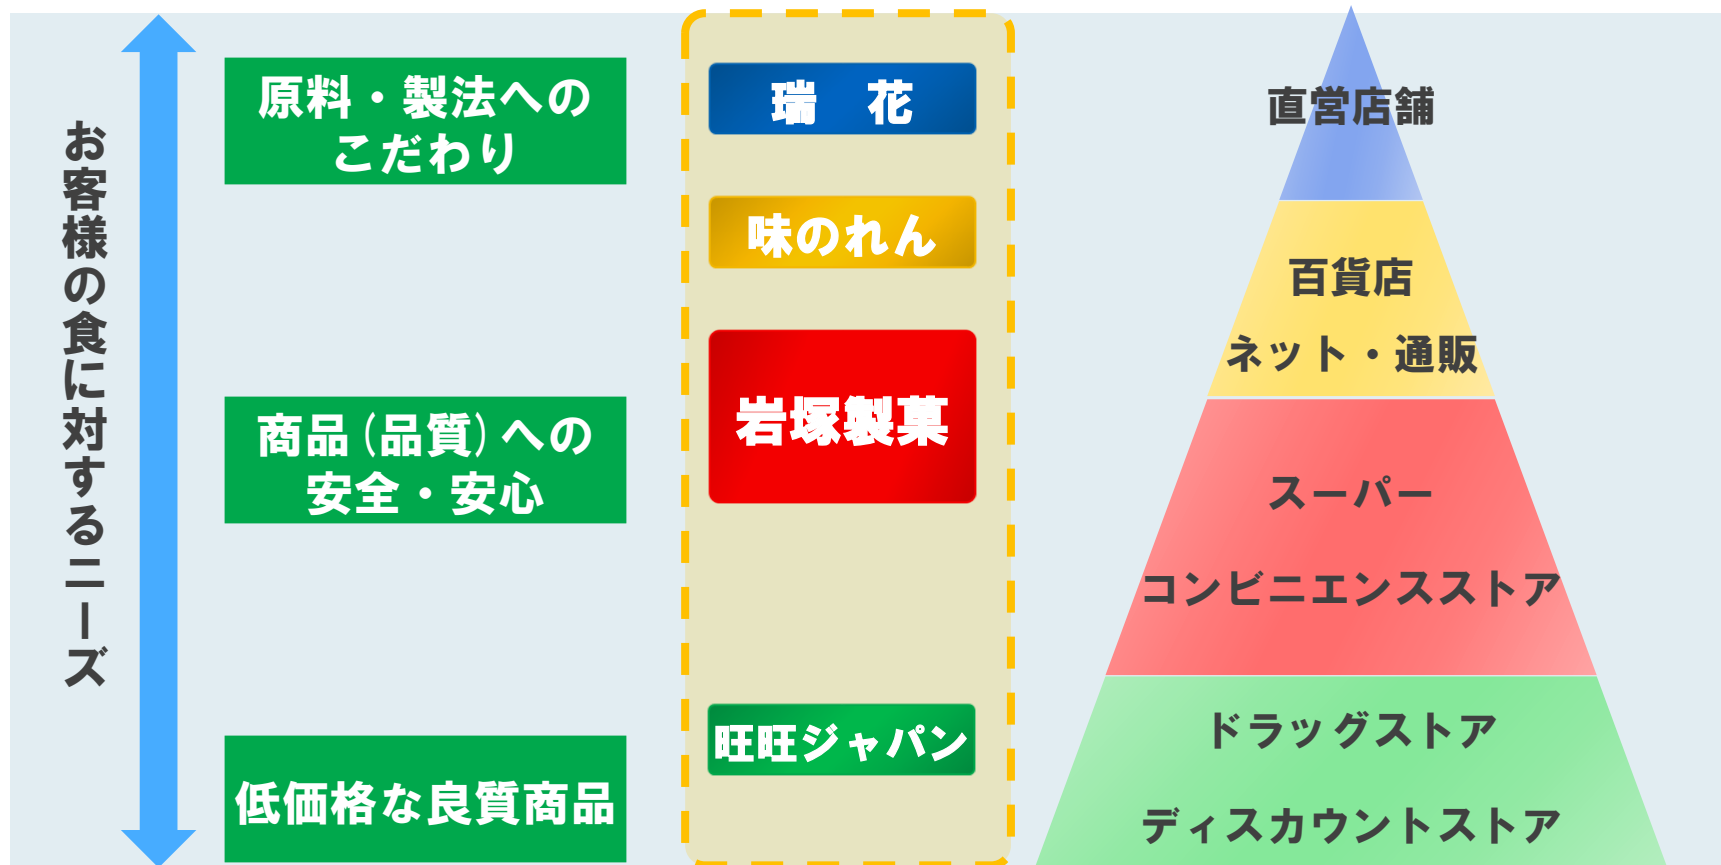 お客様の食に対するニーズ
原料・製法への
こだわり
商品(品質)への
安全・安心
低価格な良質商品
瑞　花
味のれん
岩塚製菓
旺旺ジャパン
直営店舗
百貨店
ネット・通販
スーパー
コンビニエンスストア
ドラッグストア
ディスカウントストア